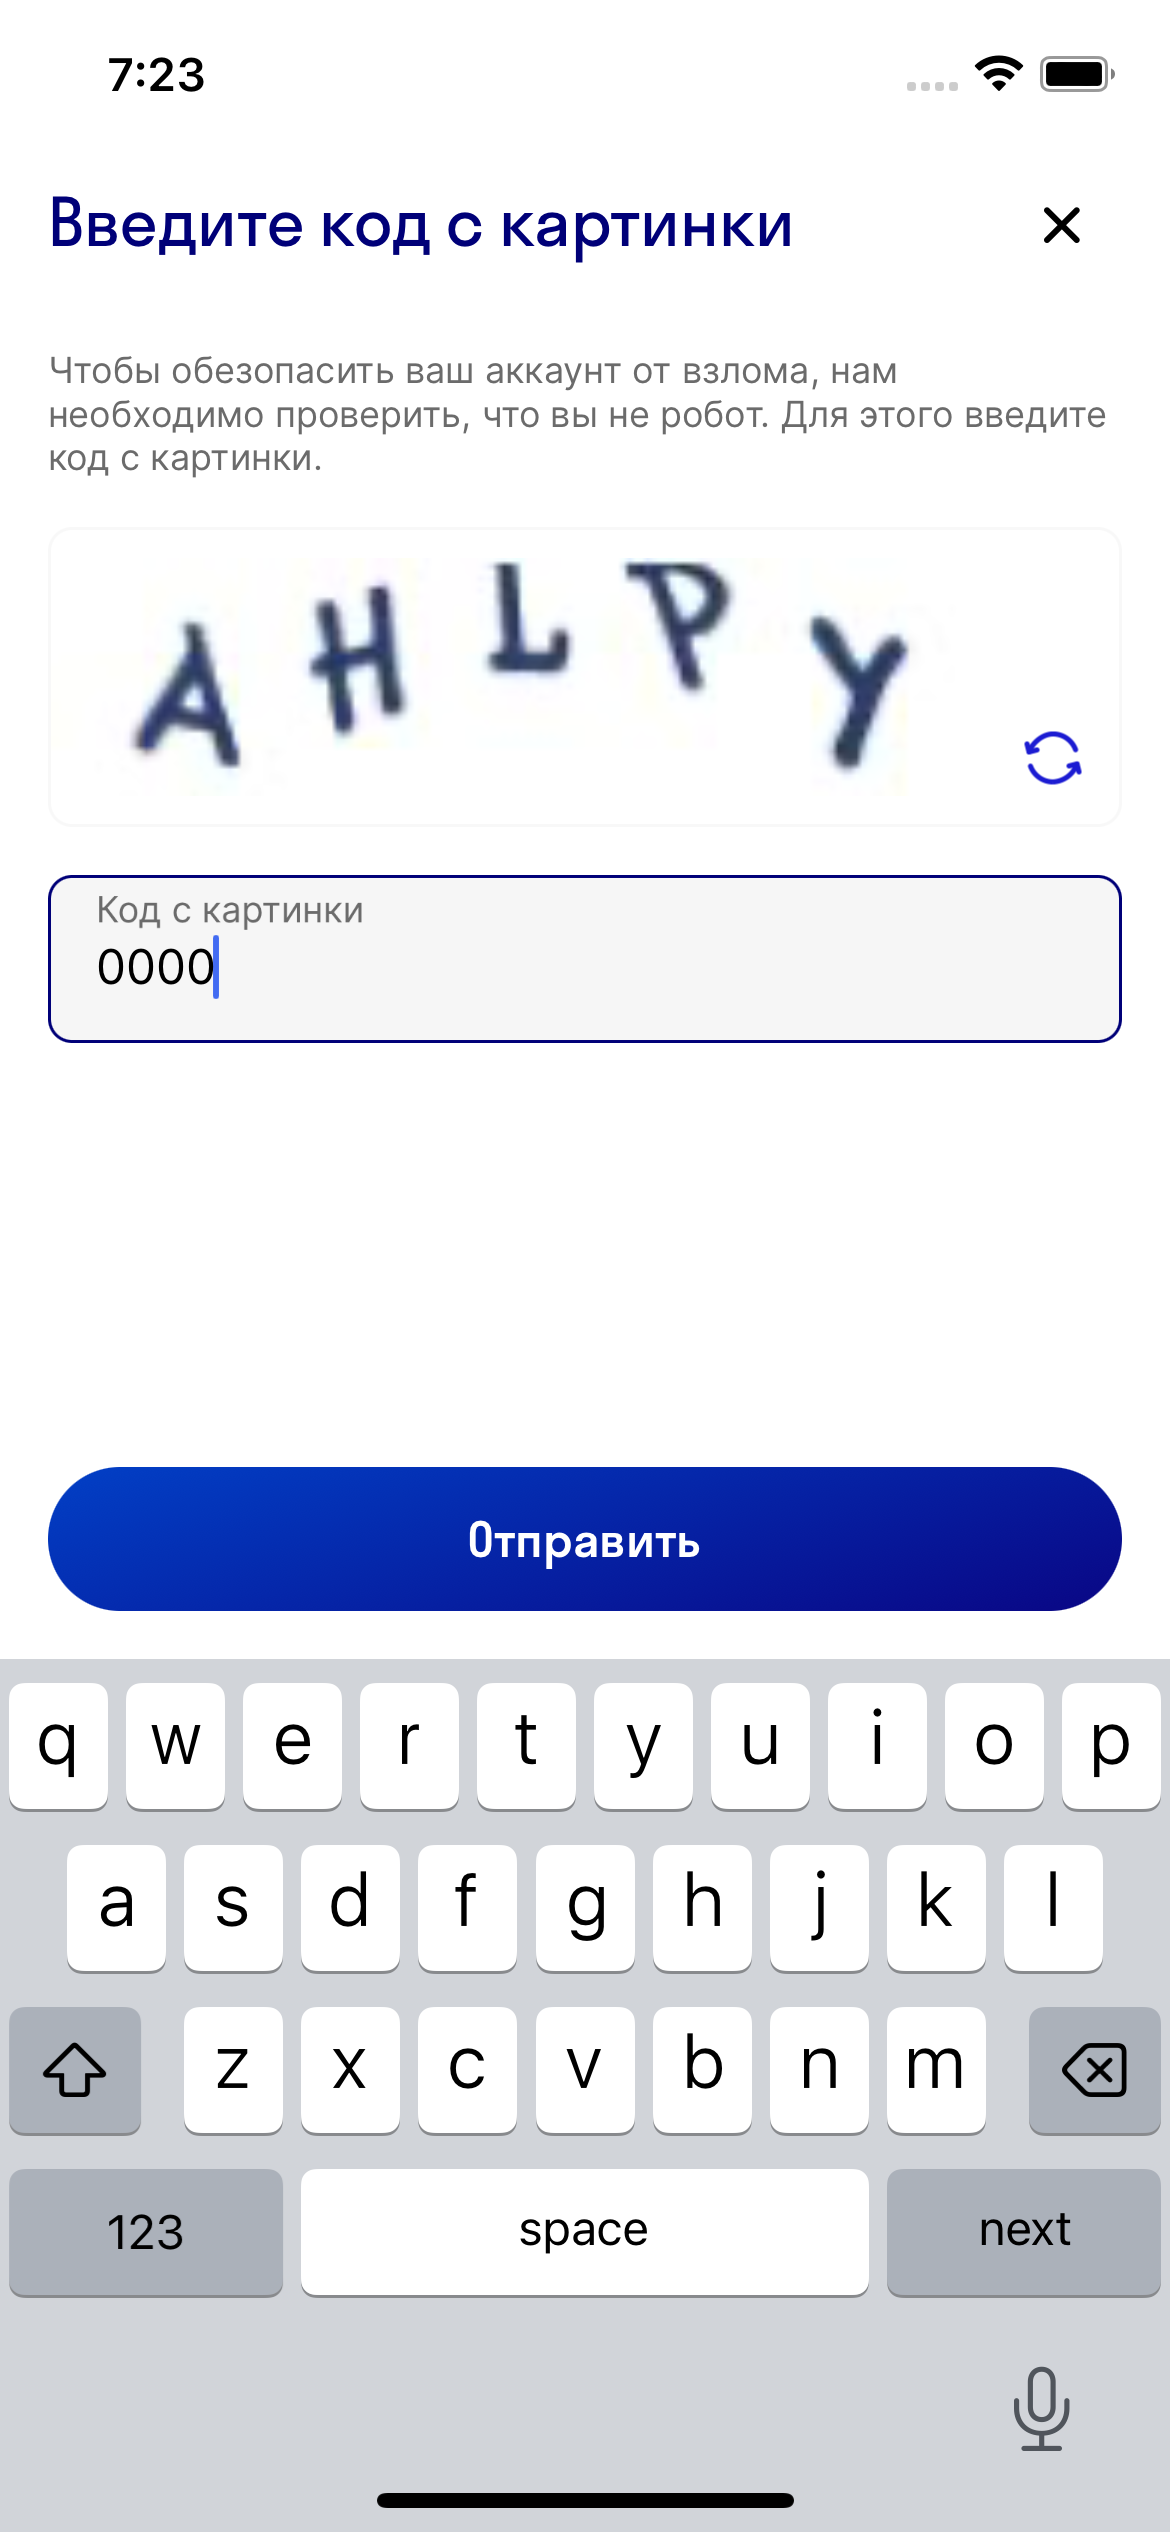 7:23
Введите код с картинки
Чтобы обезопасить ваш аккаунт от взлома, нам
необходимо проверить, что вы не робот. Для этого введите
код с картинки.
A H L P Y
Код с картинки
0000
Отправить
q w e r t y u i o p
a s d f g h j k l
z x c v b n m
123 space next